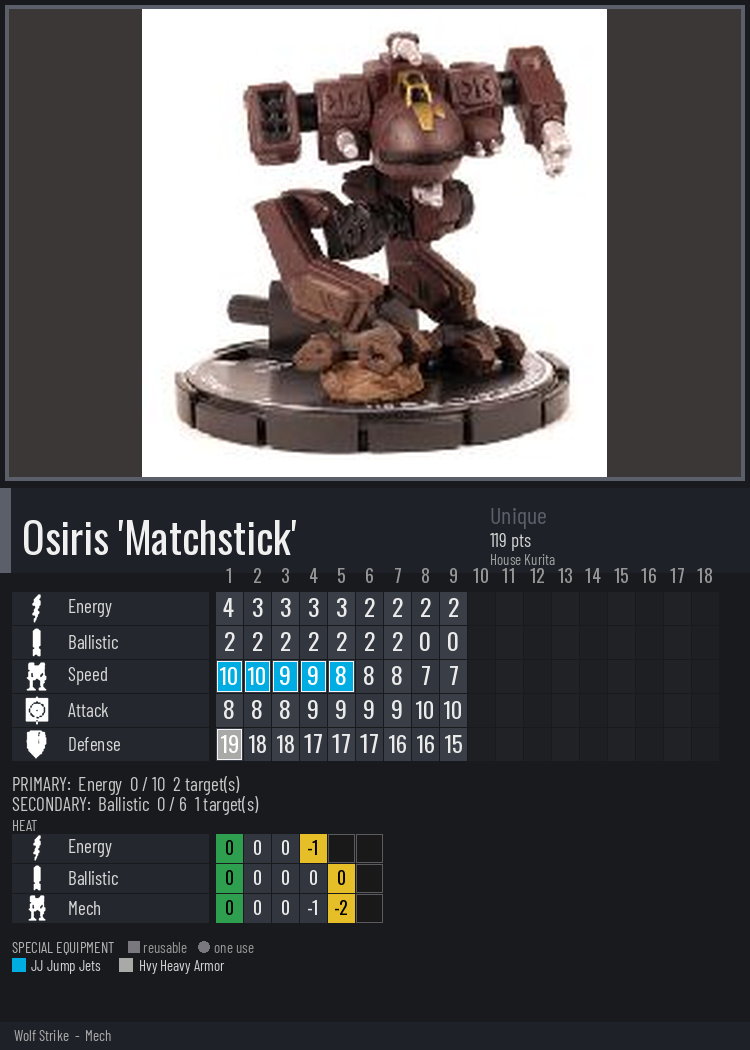 Osiris 'Matchstick'
Unique
119 pts
House Kurita
1 2 3 4 5 6 7 8 9 10 11 12 13 14 15 16 17 18
Energy 4 3 3 3 3 2 2 2 2
Ballistic 2 2 2 2 2 2 2 0 0
Speed 10 10 9 9 8 8 8 7 7
Attack 8 8 8 9 9 9 9 10 10
Defense 19 18 18 17 17 17 16 16 15
PRIMARY: Energy 0 / 10 2 target(s)
SECONDARY: Ballistic 0 / 6 1 target(s)
HEAT
Energy 0 0 0 -1
Ballistic 0 0 0 0 0
Mech 0 0 0 -1 -2
SPECIAL EQUIPMENT reusable one use
JJ Jump Jets Hvy Heavy Armor
Wolf Strike - Mech